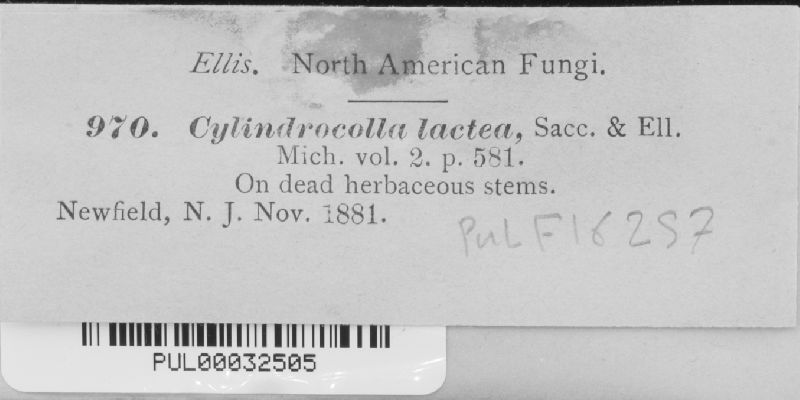 Ellis. North American Fungi.
970. Cylindrocolla lactea, Sacc. & Ell.
Mich. vol. 2. p. 581.
On dead herbaceous stems.
Newfield, N. J. Nov. 1881.
PUL F16257
PUL00032505